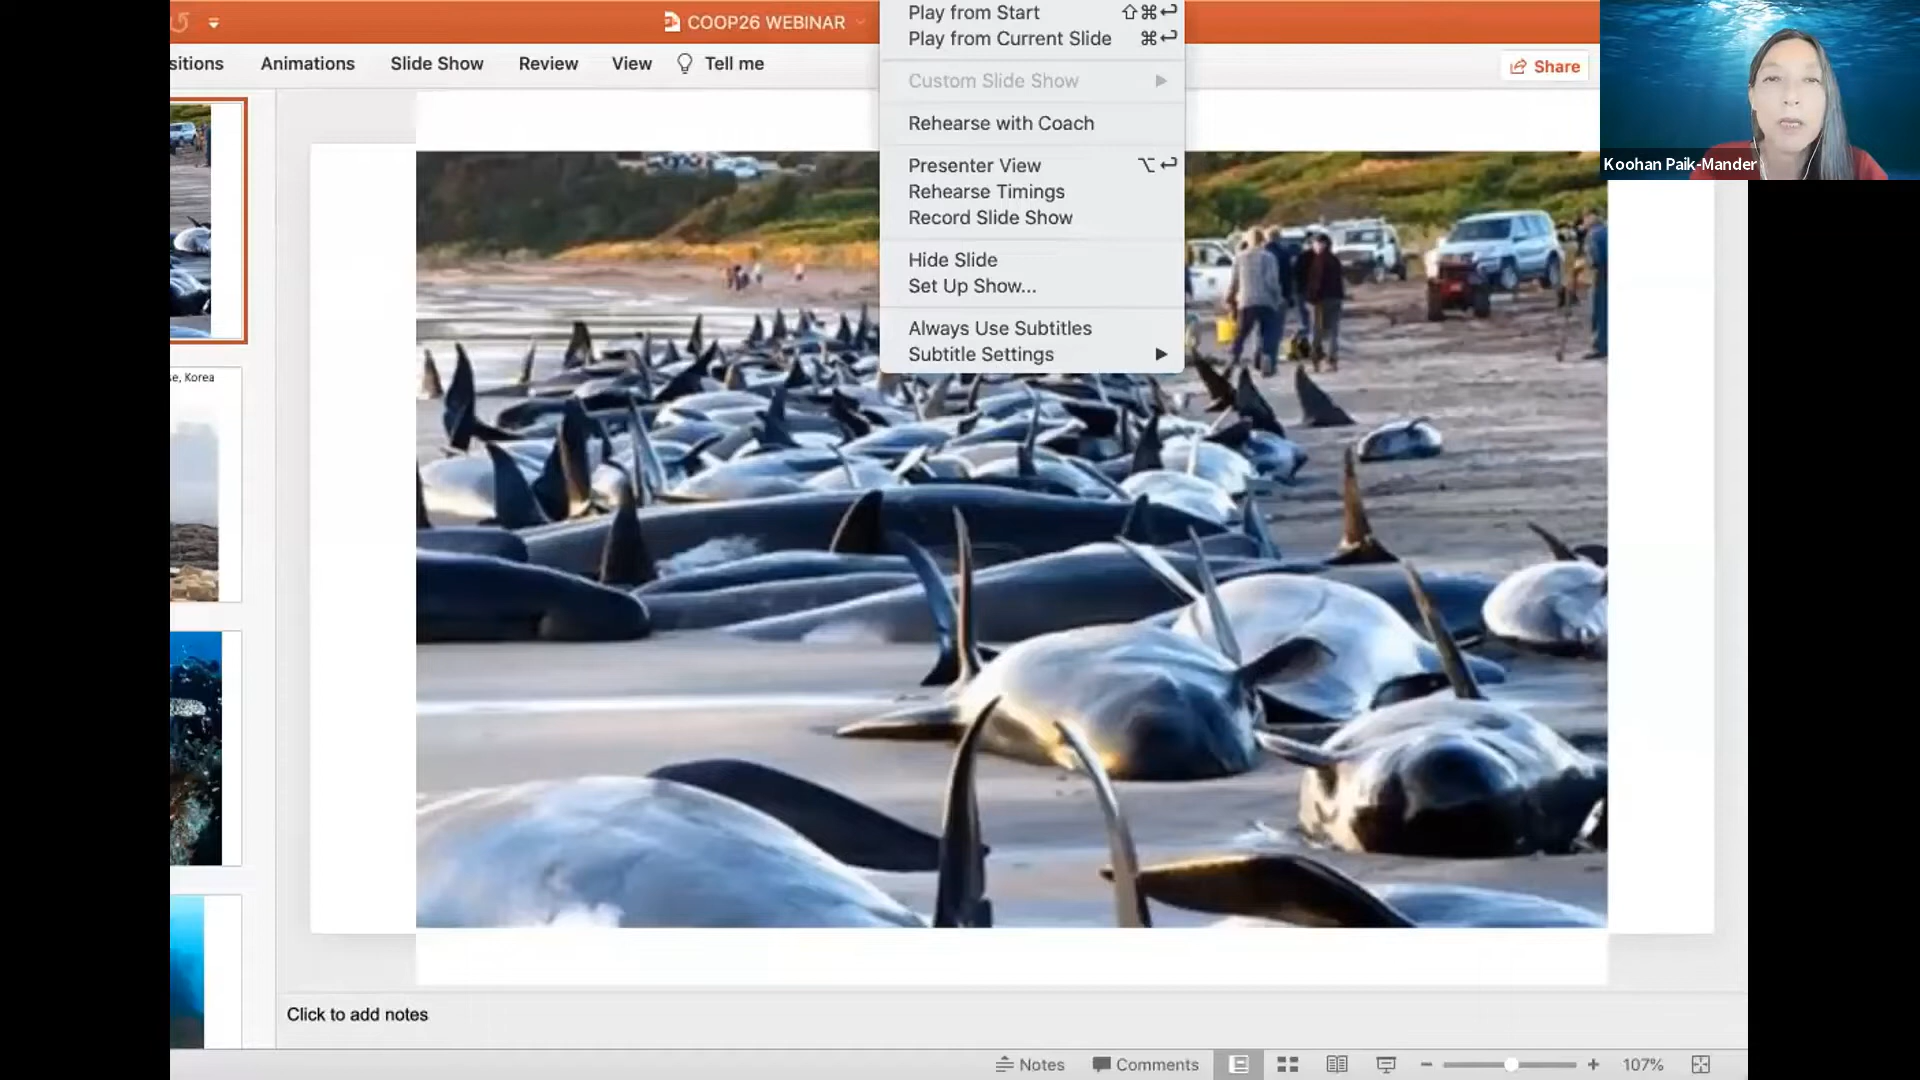 COOP26 WEBINAR
sitions Animations Slide Show Review View Tell me
Share
Play from Start ⇧⌘↩
Play from Current Slide ⌘↩
Custom Slide Show
Rehearse with Coach
Presenter View ⌥↩
Rehearse Timings
Record Slide Show
Hide Slide
Set Up Show...
Always Use Subtitles
Subtitle Settings
Koohan Paik-Mander
se, Korea
Click to add notes
Notes Comments 107%